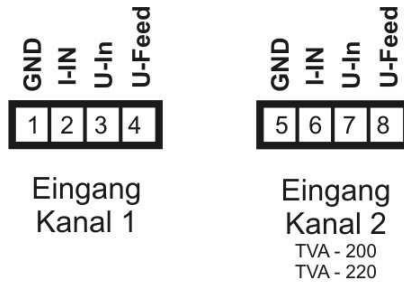 GND I-IN U-In U-Feed
1 2 3 4
Eingang
Kanal 1
GND I-IN U-In U-Feed
5 6 7 8
Eingang
Kanal 2
TVA - 200
TVA - 220